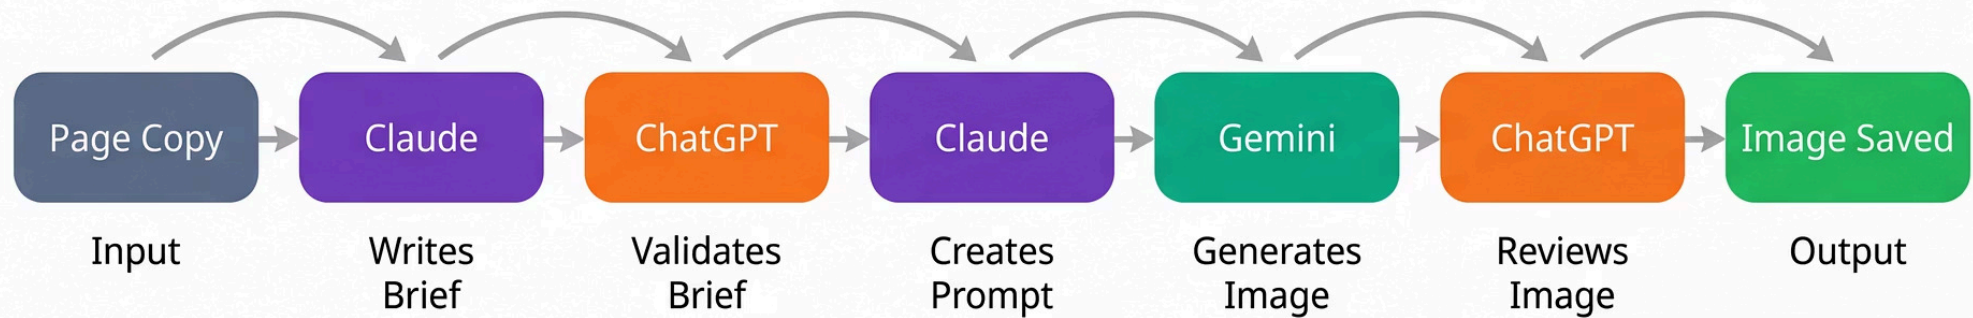 Page Copy
Claude
ChatGPT
Claude
Gemini
ChatGPT
Image Saved
Input
Writes
Brief
Validates
Brief
Creates
Prompt
Generates
Image
Reviews
Image
Output